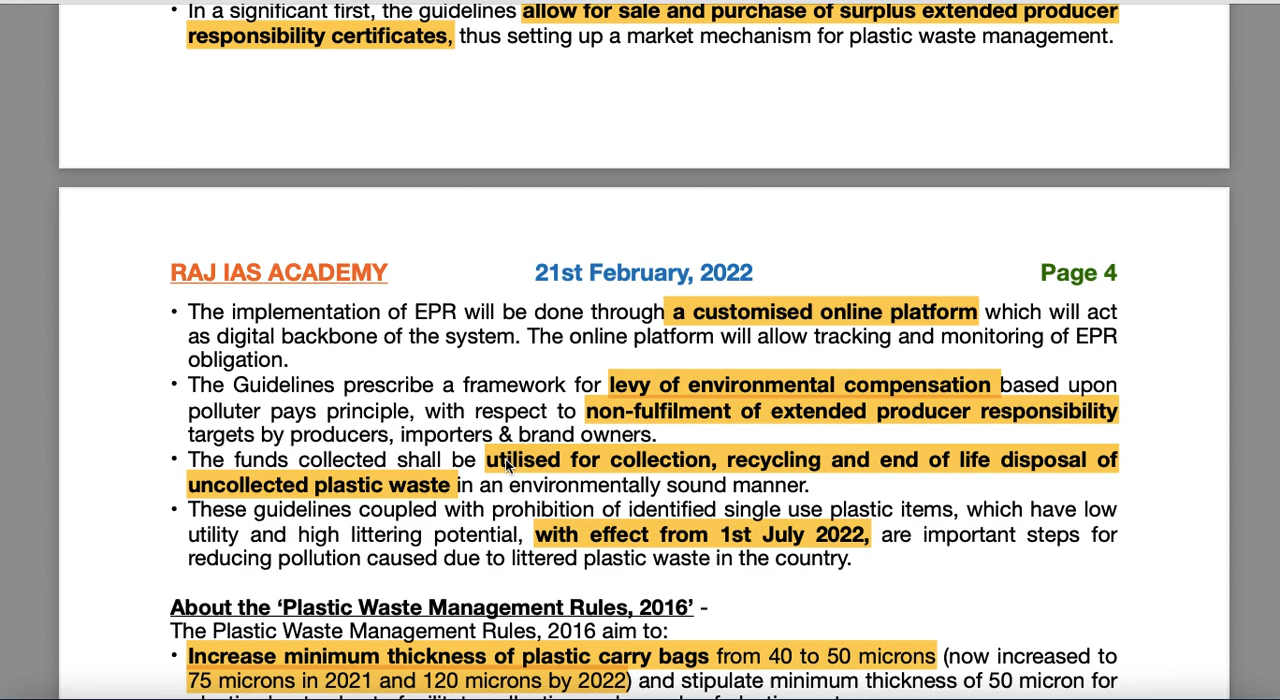 • In a significant first, the guidelines allow for sale and purchase of surplus extended producer
responsibility certificates, thus setting up a market mechanism for plastic waste management.
RAJ IAS ACADEMY 21st February, 2022 Page 4
• The implementation of EPR will be done through a customised online platform which will act
as digital backbone of the system. The online platform will allow tracking and monitoring of EPR
obligation.
• The Guidelines prescribe a framework for levy of environmental compensation based upon
polluter pays principle, with respect to non-fulfilment of extended producer responsibility
targets by producers, importers & brand owners.
• The funds collected shall be utilised for collection, recycling and end of life disposal of
uncollected plastic waste in an environmentally sound manner.
• These guidelines coupled with prohibition of identified single use plastic items, which have low
utility and high littering potential, with effect from 1st July 2022, are important steps for
reducing pollution caused due to littered plastic waste in the country.
About the ‘Plastic Waste Management Rules, 2016’ -
The Plastic Waste Management Rules, 2016 aim to:
• Increase minimum thickness of plastic carry bags from 40 to 50 microns (now increased to
75 microns in 2021 and 120 microns by 2022) and stipulate minimum thickness of 50 micron for